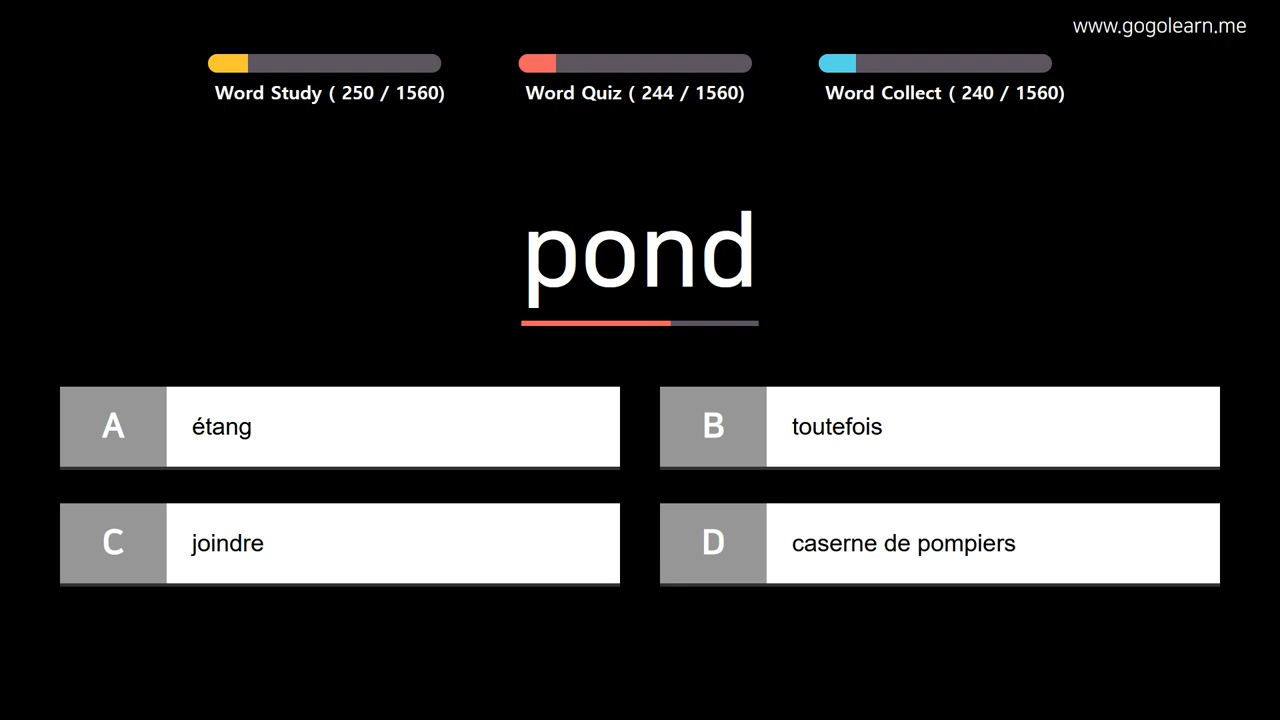 www.gogolearn.me
Word Study ( 250 / 1560)
Word Quiz ( 244 / 1560)
Word Collect ( 240 / 1560)
pond
A
étang
B
toutefois
C
joindre
D
caserne de pompiers